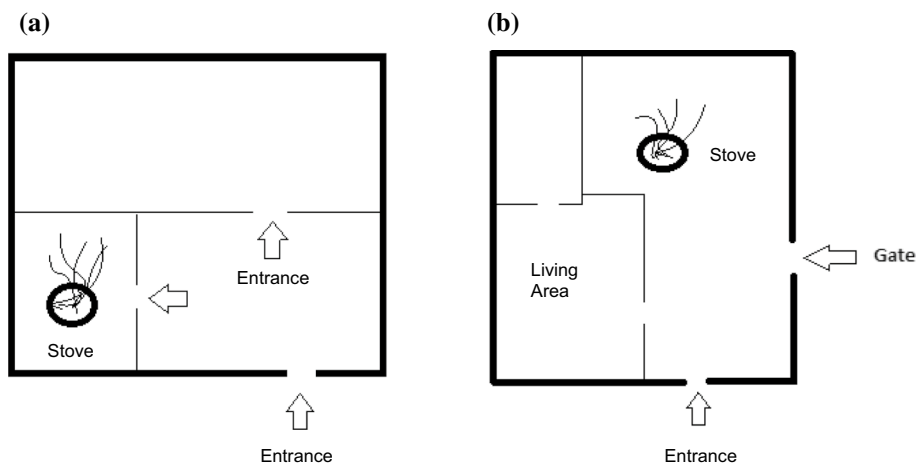 (a)
Entrance
Stove
Entrance
(b)
Stove
Gate
Living
Area
Entrance